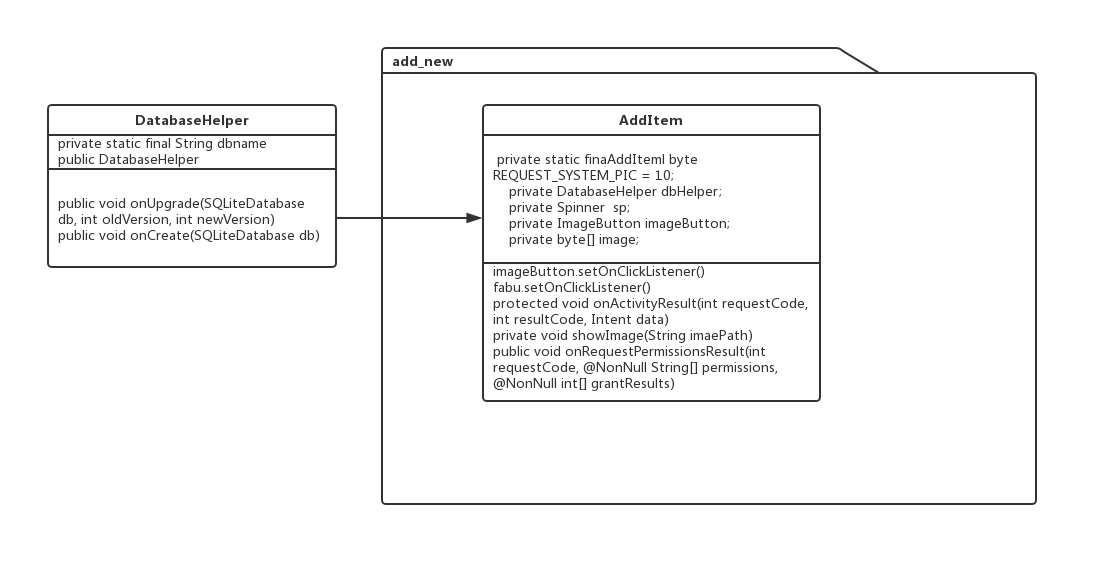 add_new
DatabaseHelper
private static final String dbname
public DatabaseHelper
public void onUpgrade(SQLiteDatabase
db, int oldVersion, int newVersion)
public void onCreate(SQLiteDatabase db)
AddItem
private static finaAddIteml byte
REQUEST_SYSTEM_PIC = 10;
private DatabaseHelper dbHelper;
private Spinner  sp;
private ImageButton imageButton;
private byte[] image;
imageButton.setOnClickListener()
fabu.setOnClickListener()
protected void onActivityResult(int requestCode,
int resultCode, Intent data)
private void showImage(String imaePath)
public void onRequestPermissionsResult(int
requestCode, @NonNull String[] permissions,
@NonNull int[] grantResults)